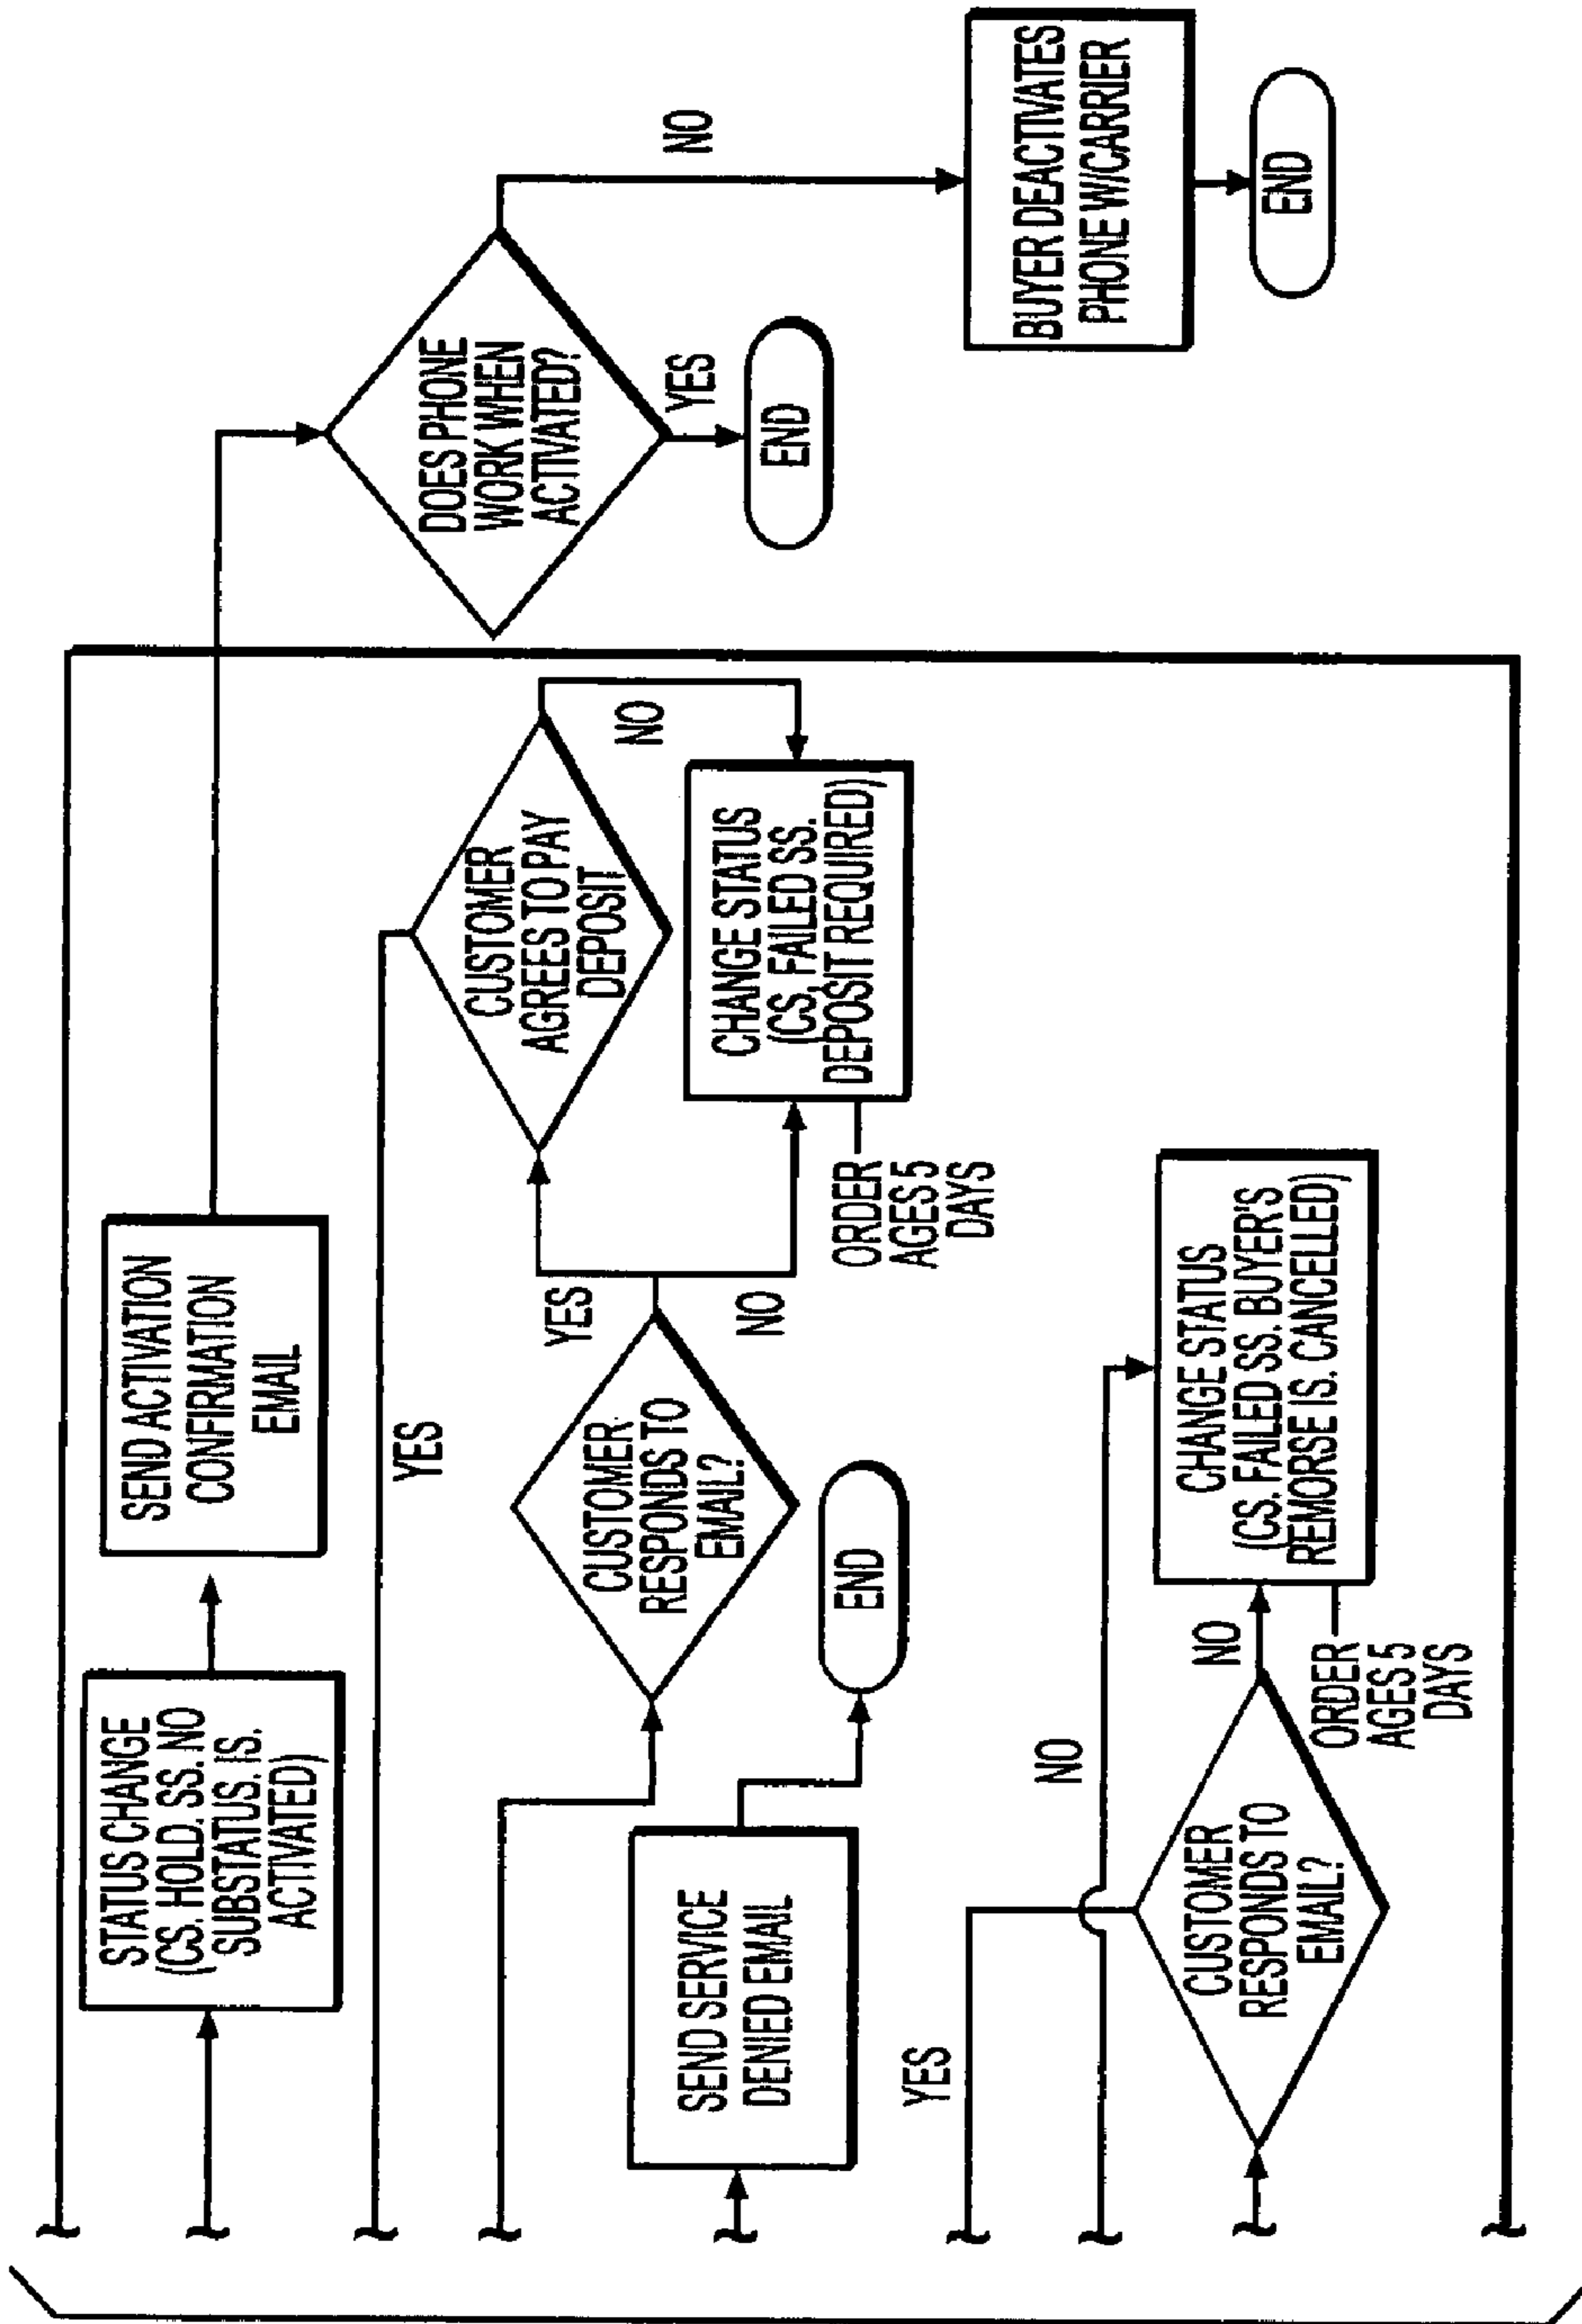 STATUS CHANGE
(CS. HOLD, SS. NO
SUBSTATUS. IS.
ACTIVATED)
SEND ACTIVATION
CONFIRMATION
EMAIL
YES
CUSTOMER
RESPONDS TO
EMAIL?
YES
NO
CUSTOMER
AGREES TO PAY
DEPOSIT
NO
CHANGE STATUS
(CS, FAILED SS.
DEPOSIT REQUIRED)
ORDER
AGES 5
DAYS
DOES PHONE
WORK WHEN
ACTIVATED?
YES
END
NO
BUYER DEACTIVATES
PHONE W/CARRIER
END
SEND SERVICE
DENIED EMAIL
END
YES
NO
CUSTOMER
RESPONDS TO
EMAIL?
NO
CHANGE STATUS
(CS. FAILED SS. BUYER'S
REMORSE IS. CANCELLED)
ORDER
AGES 5
DAYS